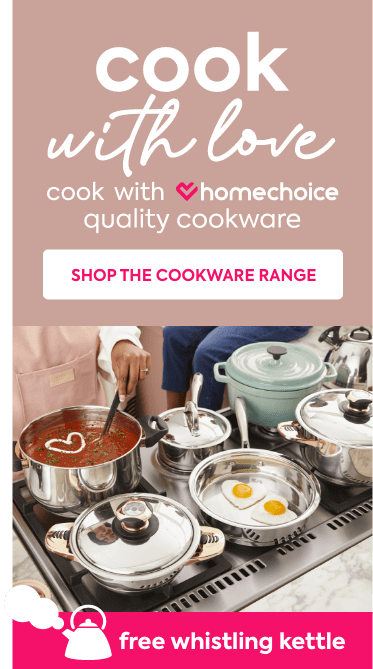 cook
with love
cook with homechoice
quality cookware
SHOP THE COOKWARE RANGE
free whistling kettle